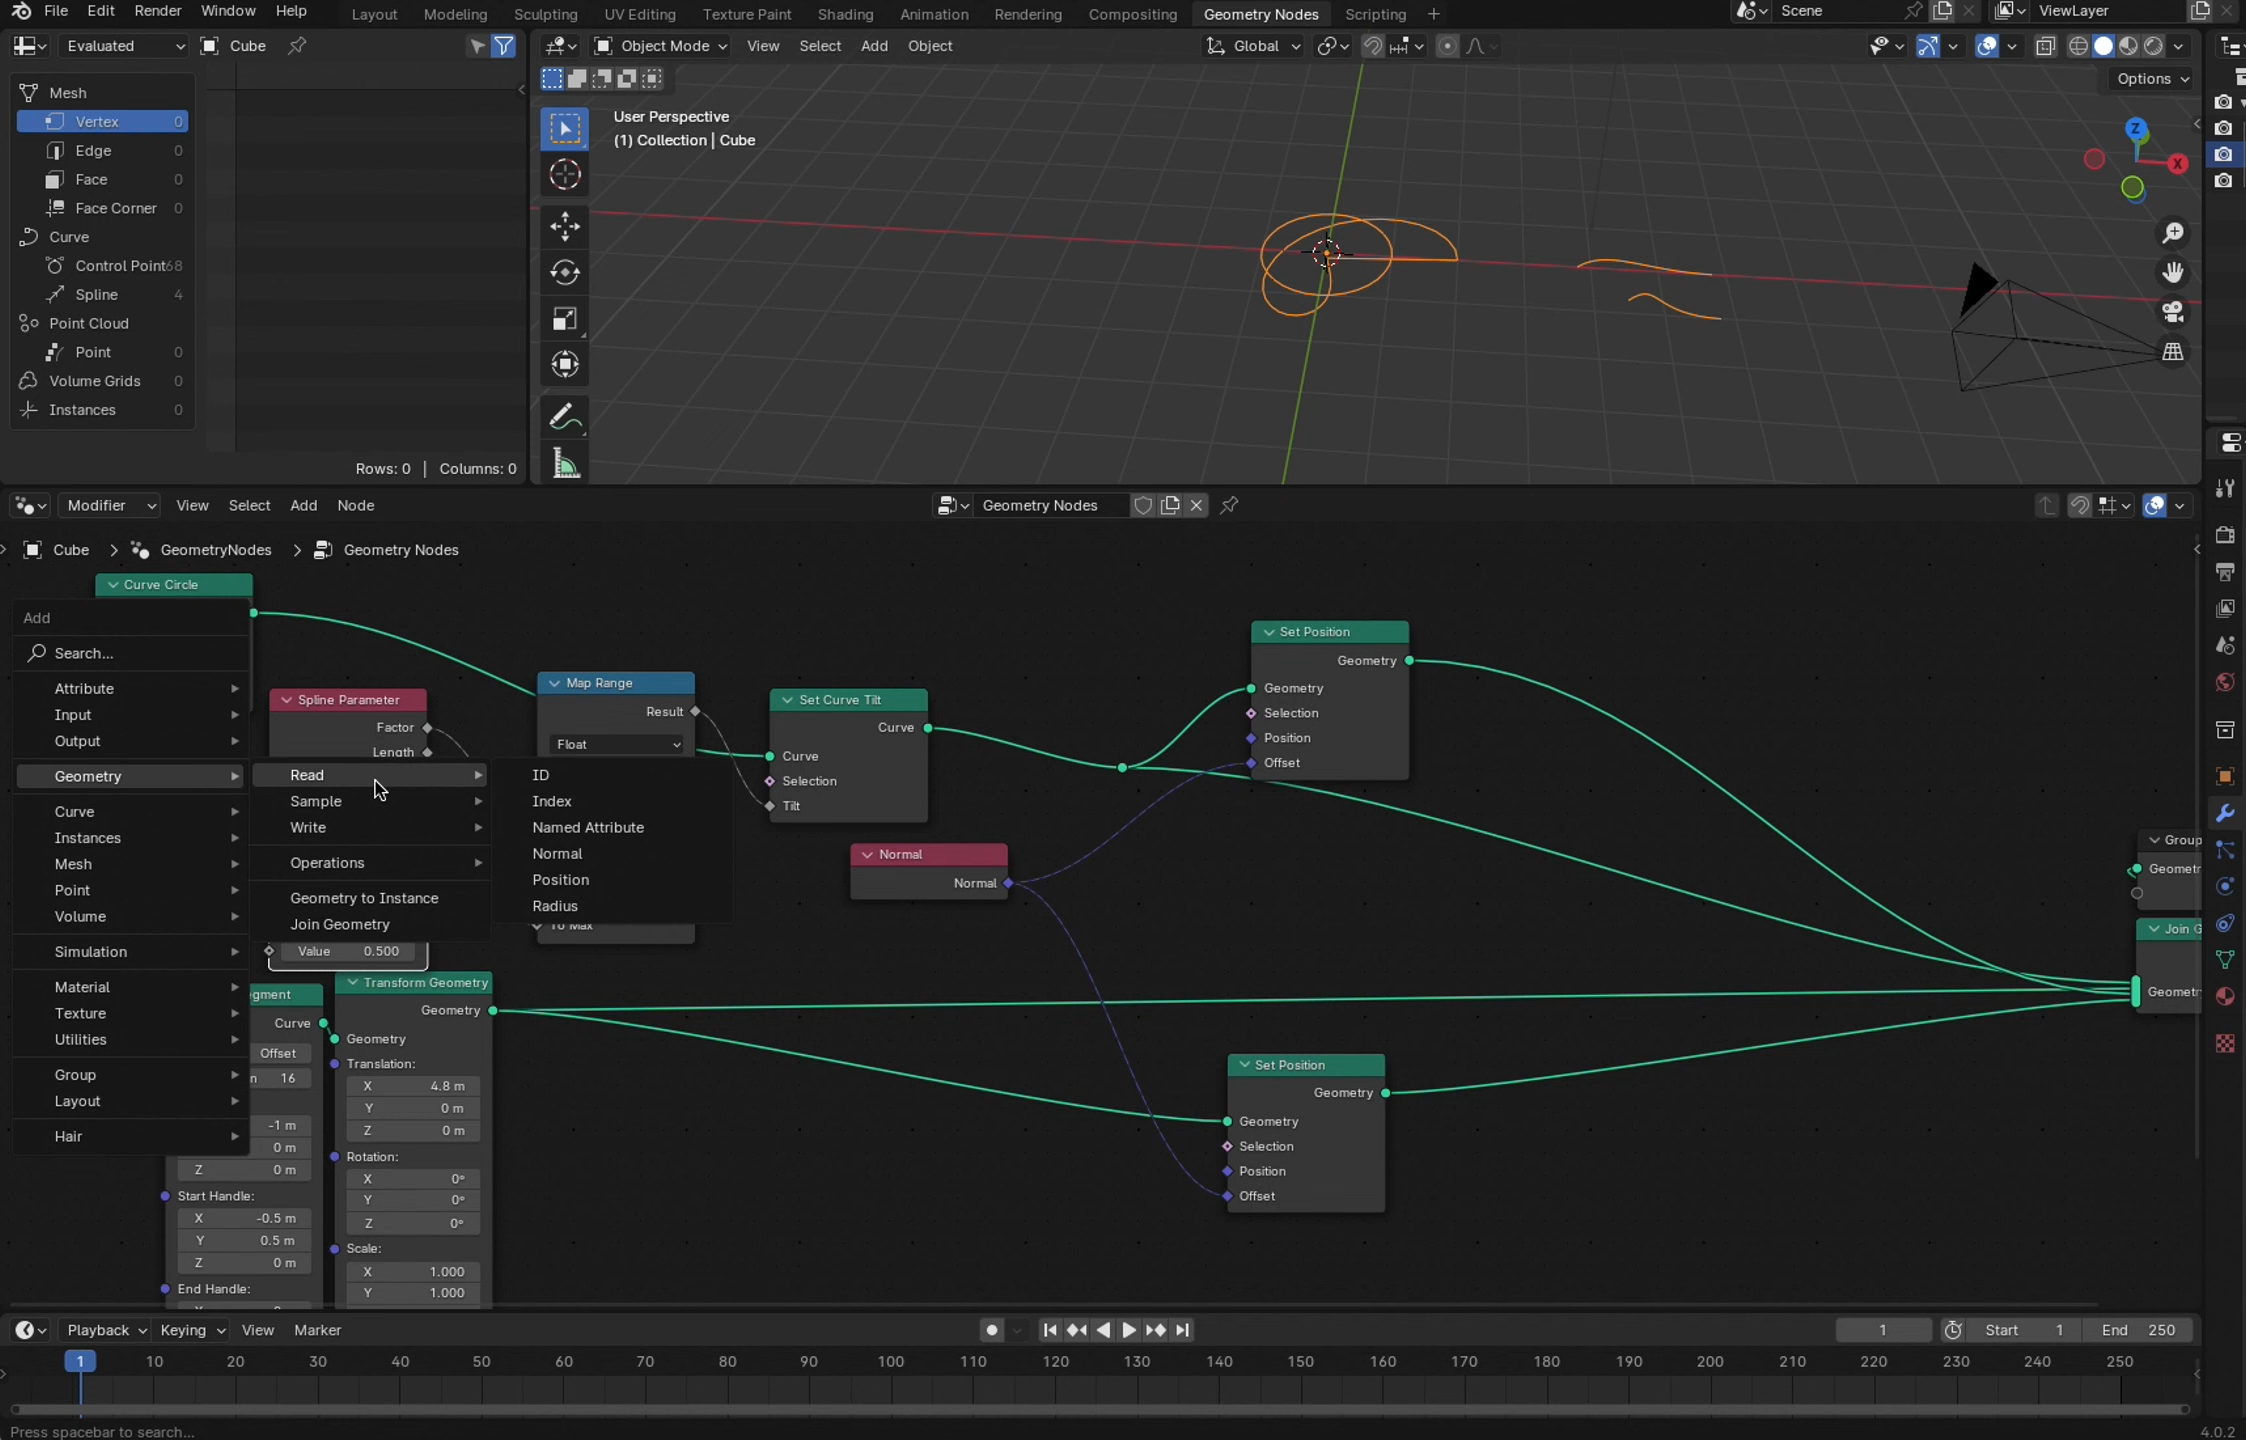 File Edit Render Window Help Layout Modeling Sculpting UV Editing Texture Paint Shading Animation Rendering Compositing Geometry Nodes Scripting + Scene ViewLayer
Evaluated Cube
Object Mode View Select Add Object Global
Options
Mesh
Vertex 0
Edge 0
Face 0
Face Corner 0
Curve
Control Point 68
Spline 4
Point Cloud
Point 0
Volume Grids 0
Instances 0
Rows: 0 | Columns: 0
User Perspective
(1) Collection | Cube
Z
X
Modifier View Select Add Node Geometry Nodes
Cube > GeometryNodes > Geometry Nodes
Curve Circle
Add
Search...
Attribute
Input
Output
Geometry
Curve
Instances
Mesh
Point
Volume
Simulation
Material
Texture
Utilities
Group
Layout
Hair
Read
Sample
Write
Operations
Geometry to Instance
Join Geometry
ID
Index
Named Attribute
Normal
Position
Radius
Spline Parameter
Factor
Length
Value 0.500
Map Range
Result
Float
To Max
Set Curve Tilt
Curve
Curve
Selection
Tilt
Normal
Normal
Set Position
Geometry
Geometry
Selection
Position
Offset
Set Position
Geometry
Geometry
Selection
Position
Offset
Group
Geometr
Join G
Geometr
gment
Curve
Offset
n 16
-1 m
0 m
Z 0 m
Start Handle:
X -0.5 m
Y 0.5 m
Z 0 m
End Handle:
Transform Geometry
Geometry
Geometry
Translation:
X 4.8 m
Y 0 m
Z 0 m
Rotation:
X 0°
Y 0°
Z 0°
Scale:
X 1.000
Y 1.000
Playback Keying View Marker 1 Start 1 End 250
1 10 20 30 40 50 60 70 80 90 100 110 120 130 140 150 160 170 180 190 200 210 220 230 240 250
Press spacebar to search...
4.0.2